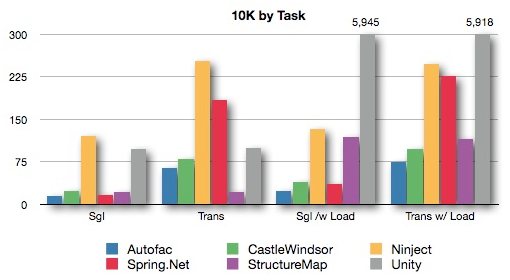 10K by Task
5,945 5,918
300
225
150
75
0
Sgl Trans Sgl /w Load Trans w/ Load
Autofac CastleWindsor Ninject
Spring.Net StructureMap Unity